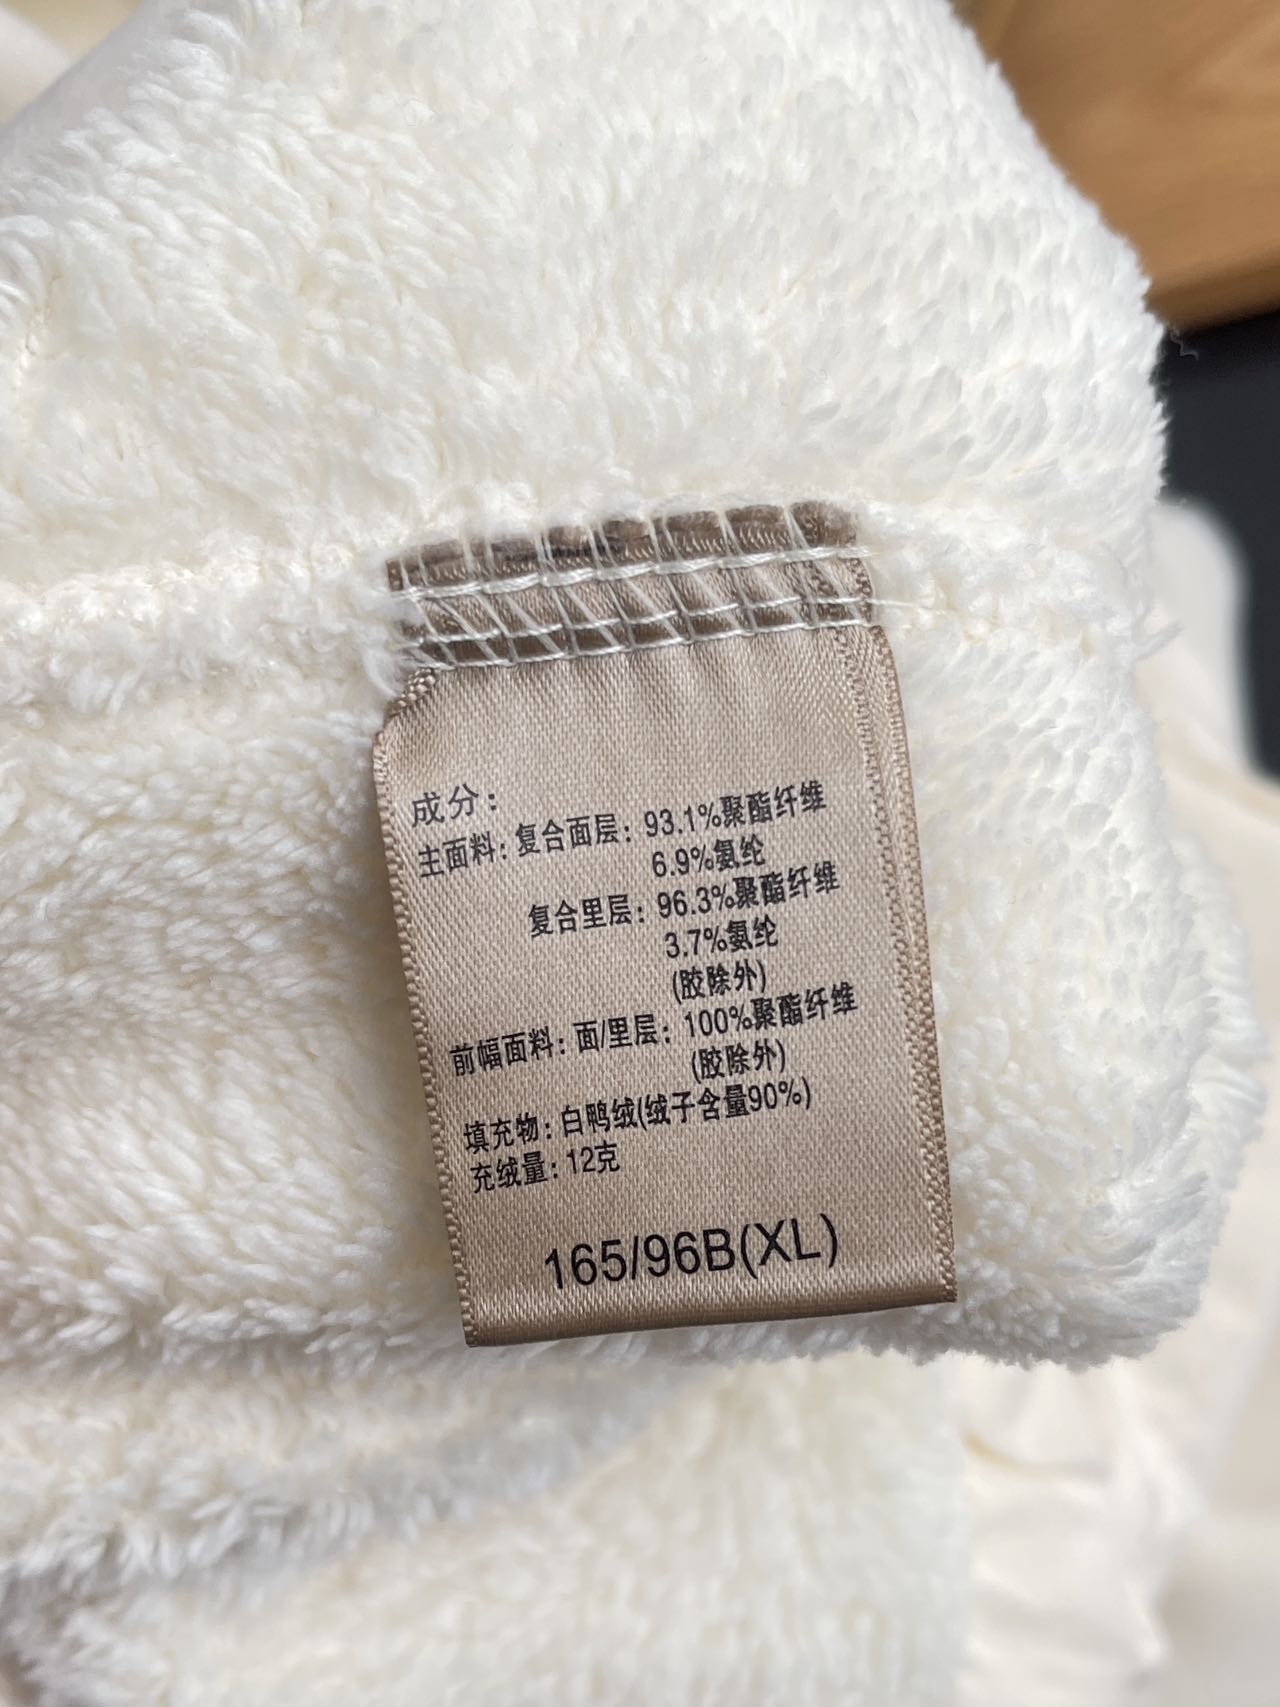 成分：
主面料：复合面层：93.1%聚酯纤维
6.9%氨纶
复合里层：96.3%聚酯纤维
3.7%氨纶
(胶除外)
前幅面料：面/里层：100%聚酯纤维
(胶除外)
填充物：白鸭绒(绒子含量90%)
充绒量：12克
165/96B(XL)